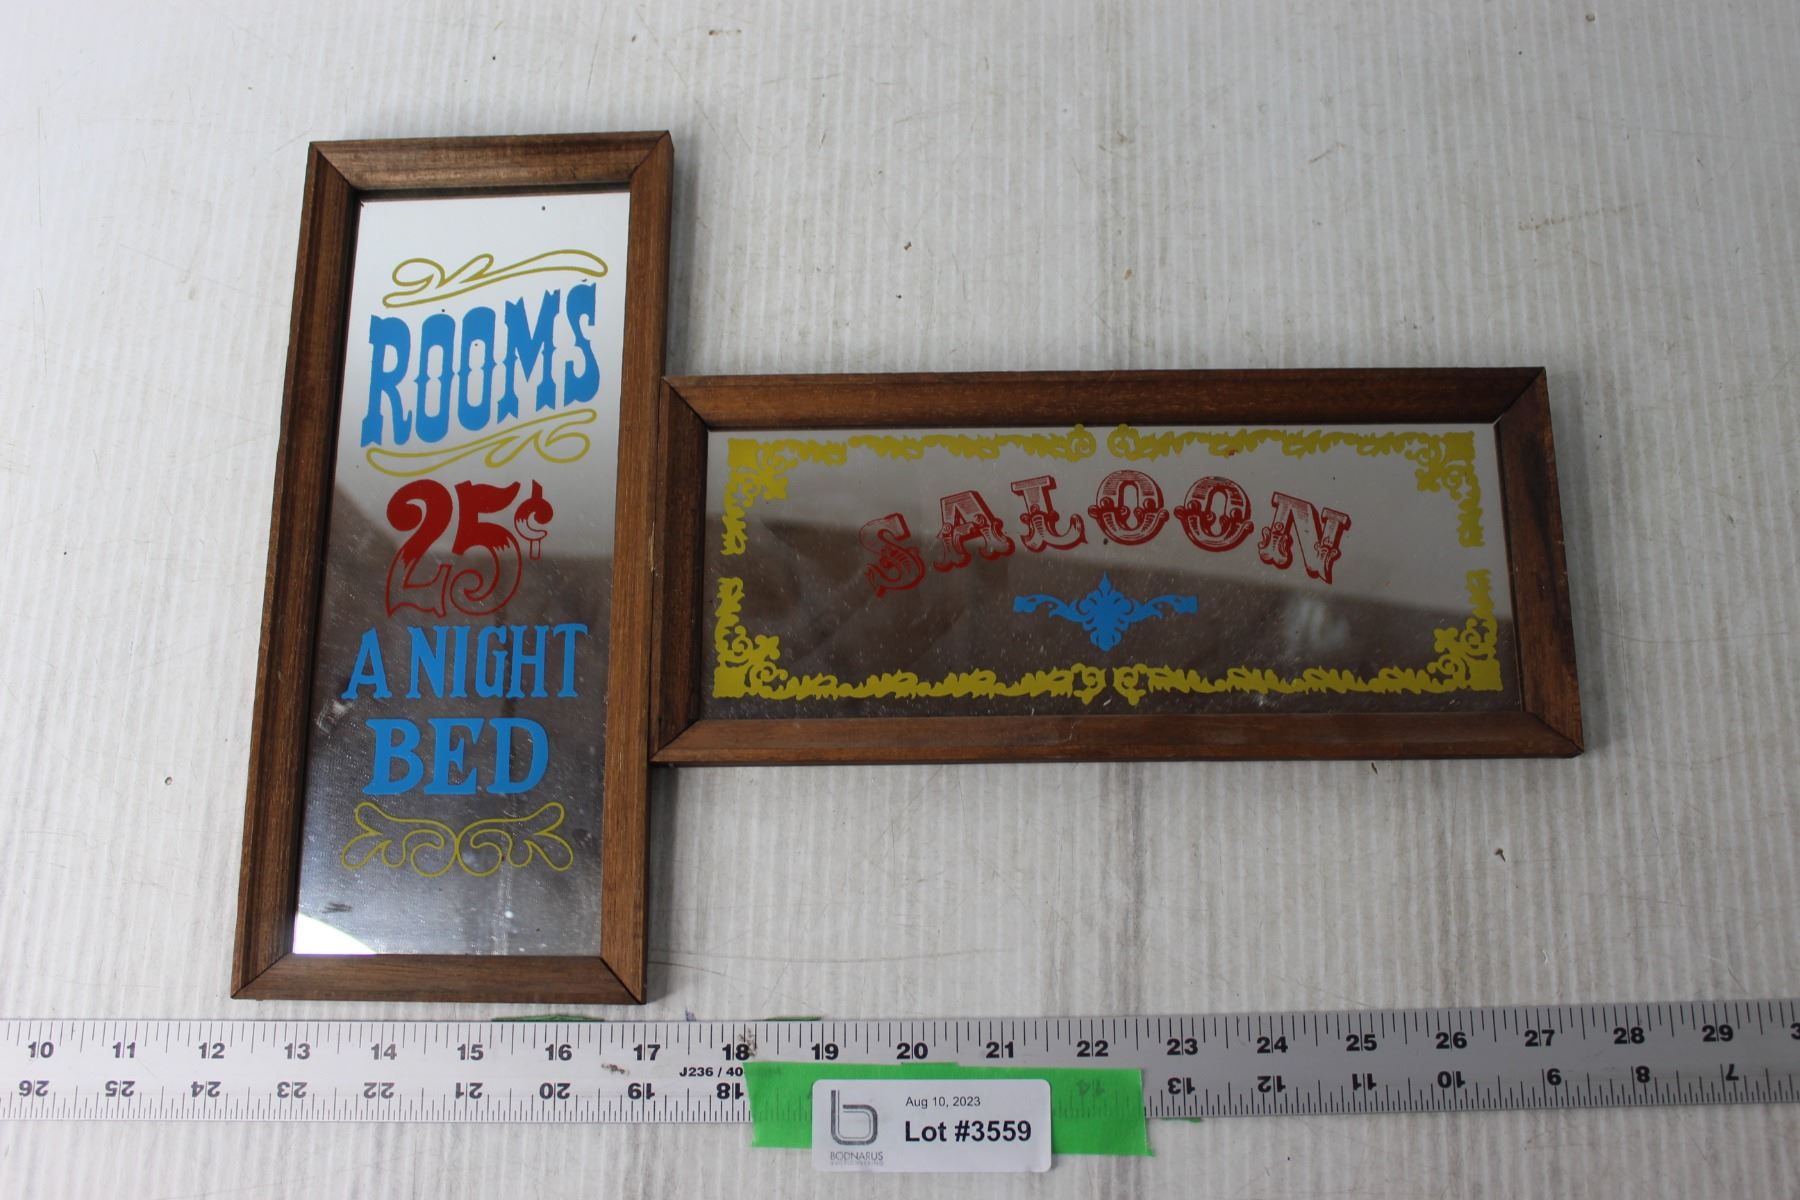 ROOMS
25¢
A NIGHT
BED
SALOON
10 11 12 13 14 15 16 17 18 19 20 21 22 23 24 25 26 27 28 29
J236 / 40
26 25 24 23 22 21 20 19 18 14 13 12 11 10 9 8 7
Aug 10, 2023
Lot #3559
BODNARUS
AUCTIONEERING